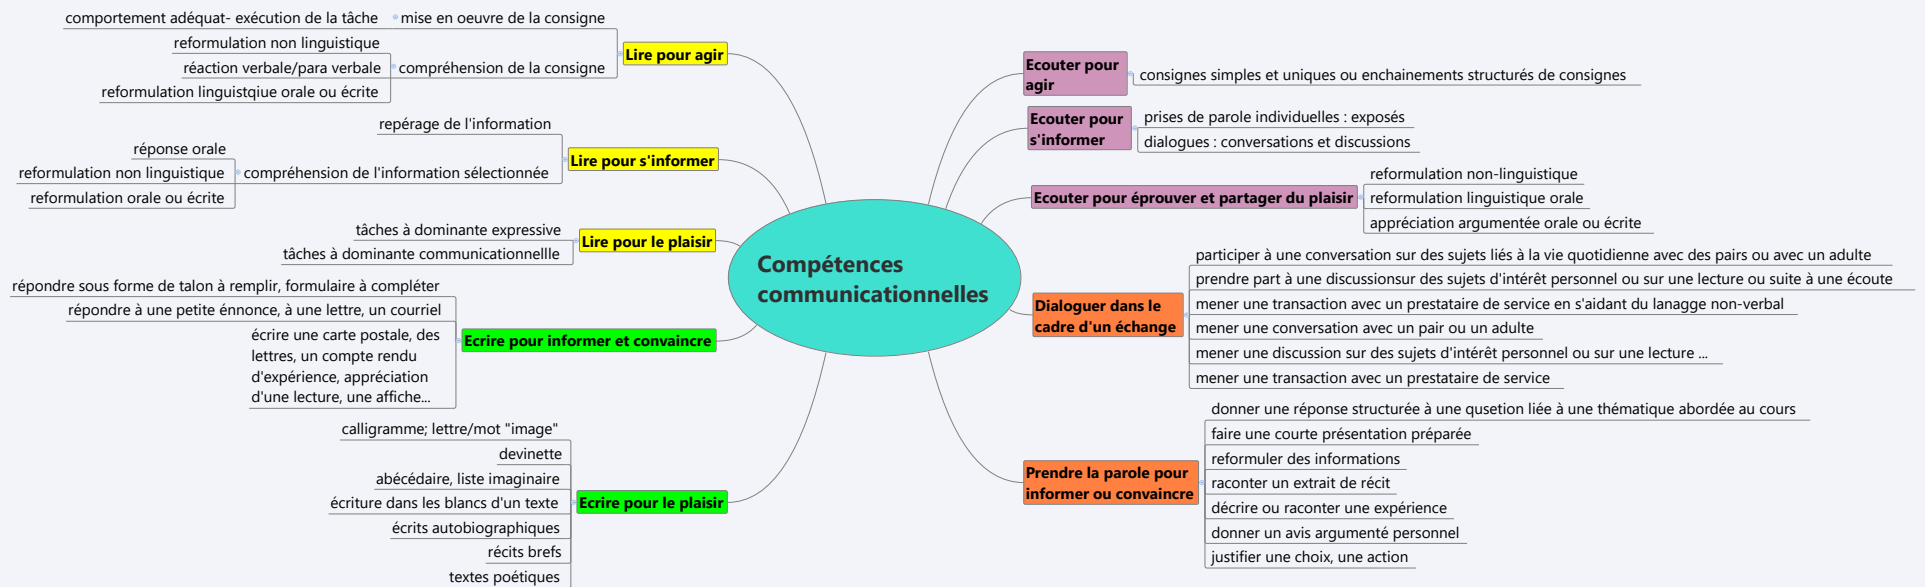 comportement adéquat- exécution de la tâche
mise en oeuvre de la consigne
reformulation non linguistique
réaction verbale/para verbale
reformulation linguistqiue orale ou écrite
compréhension de la consigne
Lire pour agir
repérage de l'information
réponse orale
reformulation non linguistique
reformulation orale ou écrite
compréhension de l'information sélectionnée
Lire pour s'informer
tâches à dominante expressive
tâches à dominante communicationnellle
Lire pour le plaisir
répondre sous forme de talon à remplir, formulaire à compléter
répondre à une petite énnonce, à une lettre, un courriel
écrire une carte postale, des
lettres, un compte rendu
d'expérience, appréciation
d'une lecture, une affiche...
Ecrire pour informer et convaincre
calligramme; lettre/mot "image"
devinette
abécédaire, liste imaginaire
écriture dans les blancs d'un texte
écrits autobiographiques
récits brefs
textes poétiques
Ecrire pour le plaisir
Compétences
communicationnelles
Ecouter pour
agir
consignes simples et uniques ou enchainements structurés de consignes
Ecouter pour
s'informer
prises de parole individuelles : exposés
dialogues : conversations et discussions
Ecouter pour éprouver et partager du plaisir
reformulation non-linguistique
reformulation linguistique orale
appréciation argumentée orale ou écrite
Dialoguer dans le
cadre d'un échange
participer à une conversation sur des sujets liés à la vie quotidienne avec des pairs ou avec un adulte
prendre part à une discussionsur des sujets d'intérêt personnel ou sur une lecture ou suite à une écoute
mener une transaction avec un prestataire de service en s'aidant du lanagge non-verbal
mener une conversation avec un pair ou un adulte
mener une discussion sur des sujets d'intérêt personnel ou sur une lecture ...
mener une transaction avec un prestataire de service
Prendre la parole pour
informer ou convaincre
donner une réponse structurée à une qusetion liée à une thématique abordée au cours
faire une courte présentation préparée
reformuler des informations
raconter un extrait de récit
décrire ou raconter une expérience
donner un avis argumenté personnel
justifier une choix, une action